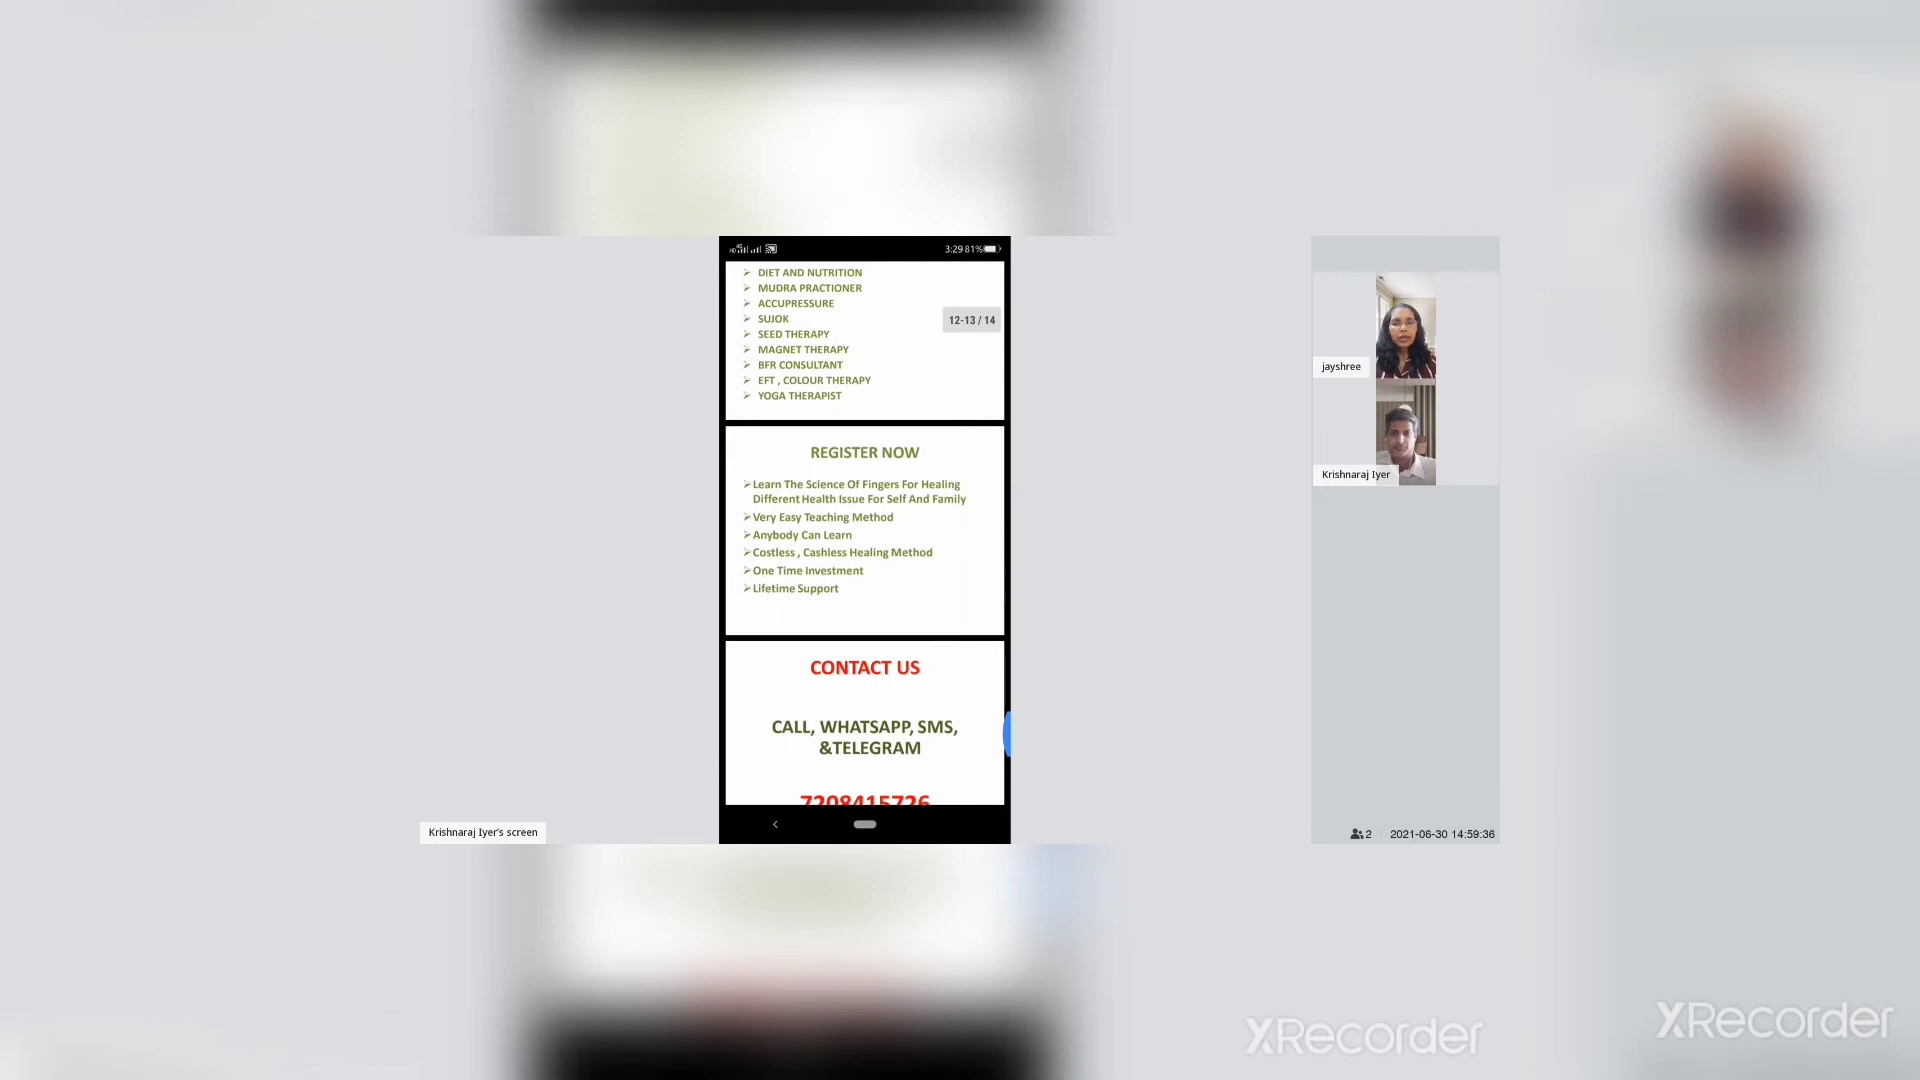 4G
HD
3:29 81%
DIET AND NUTRITION
MUDRA PRACTIONER
ACCUPRESSURE
12-13 / 14
SUJOK
SEED THERAPY
MAGNET THERAPY
BFR CONSULTANT
EFT , COLOUR THERAPY
YOGA THERAPIST
REGISTER NOW
Learn The Science Of Fingers For Healing
Different Health Issue For Self And Family
Very Easy Teaching Method
Anybody Can Learn
Costless , Cashless Healing Method
One Time Investment
Lifetime Support
CONTACT US
CALL, WHATSAPP, SMS,
&TELEGRAM
7208415726
Krishnaraj Iyer's screen
jayshree
Krishnaraj Iyer
2
2021-06-30 14:59:36
XRecorder
XRecorder